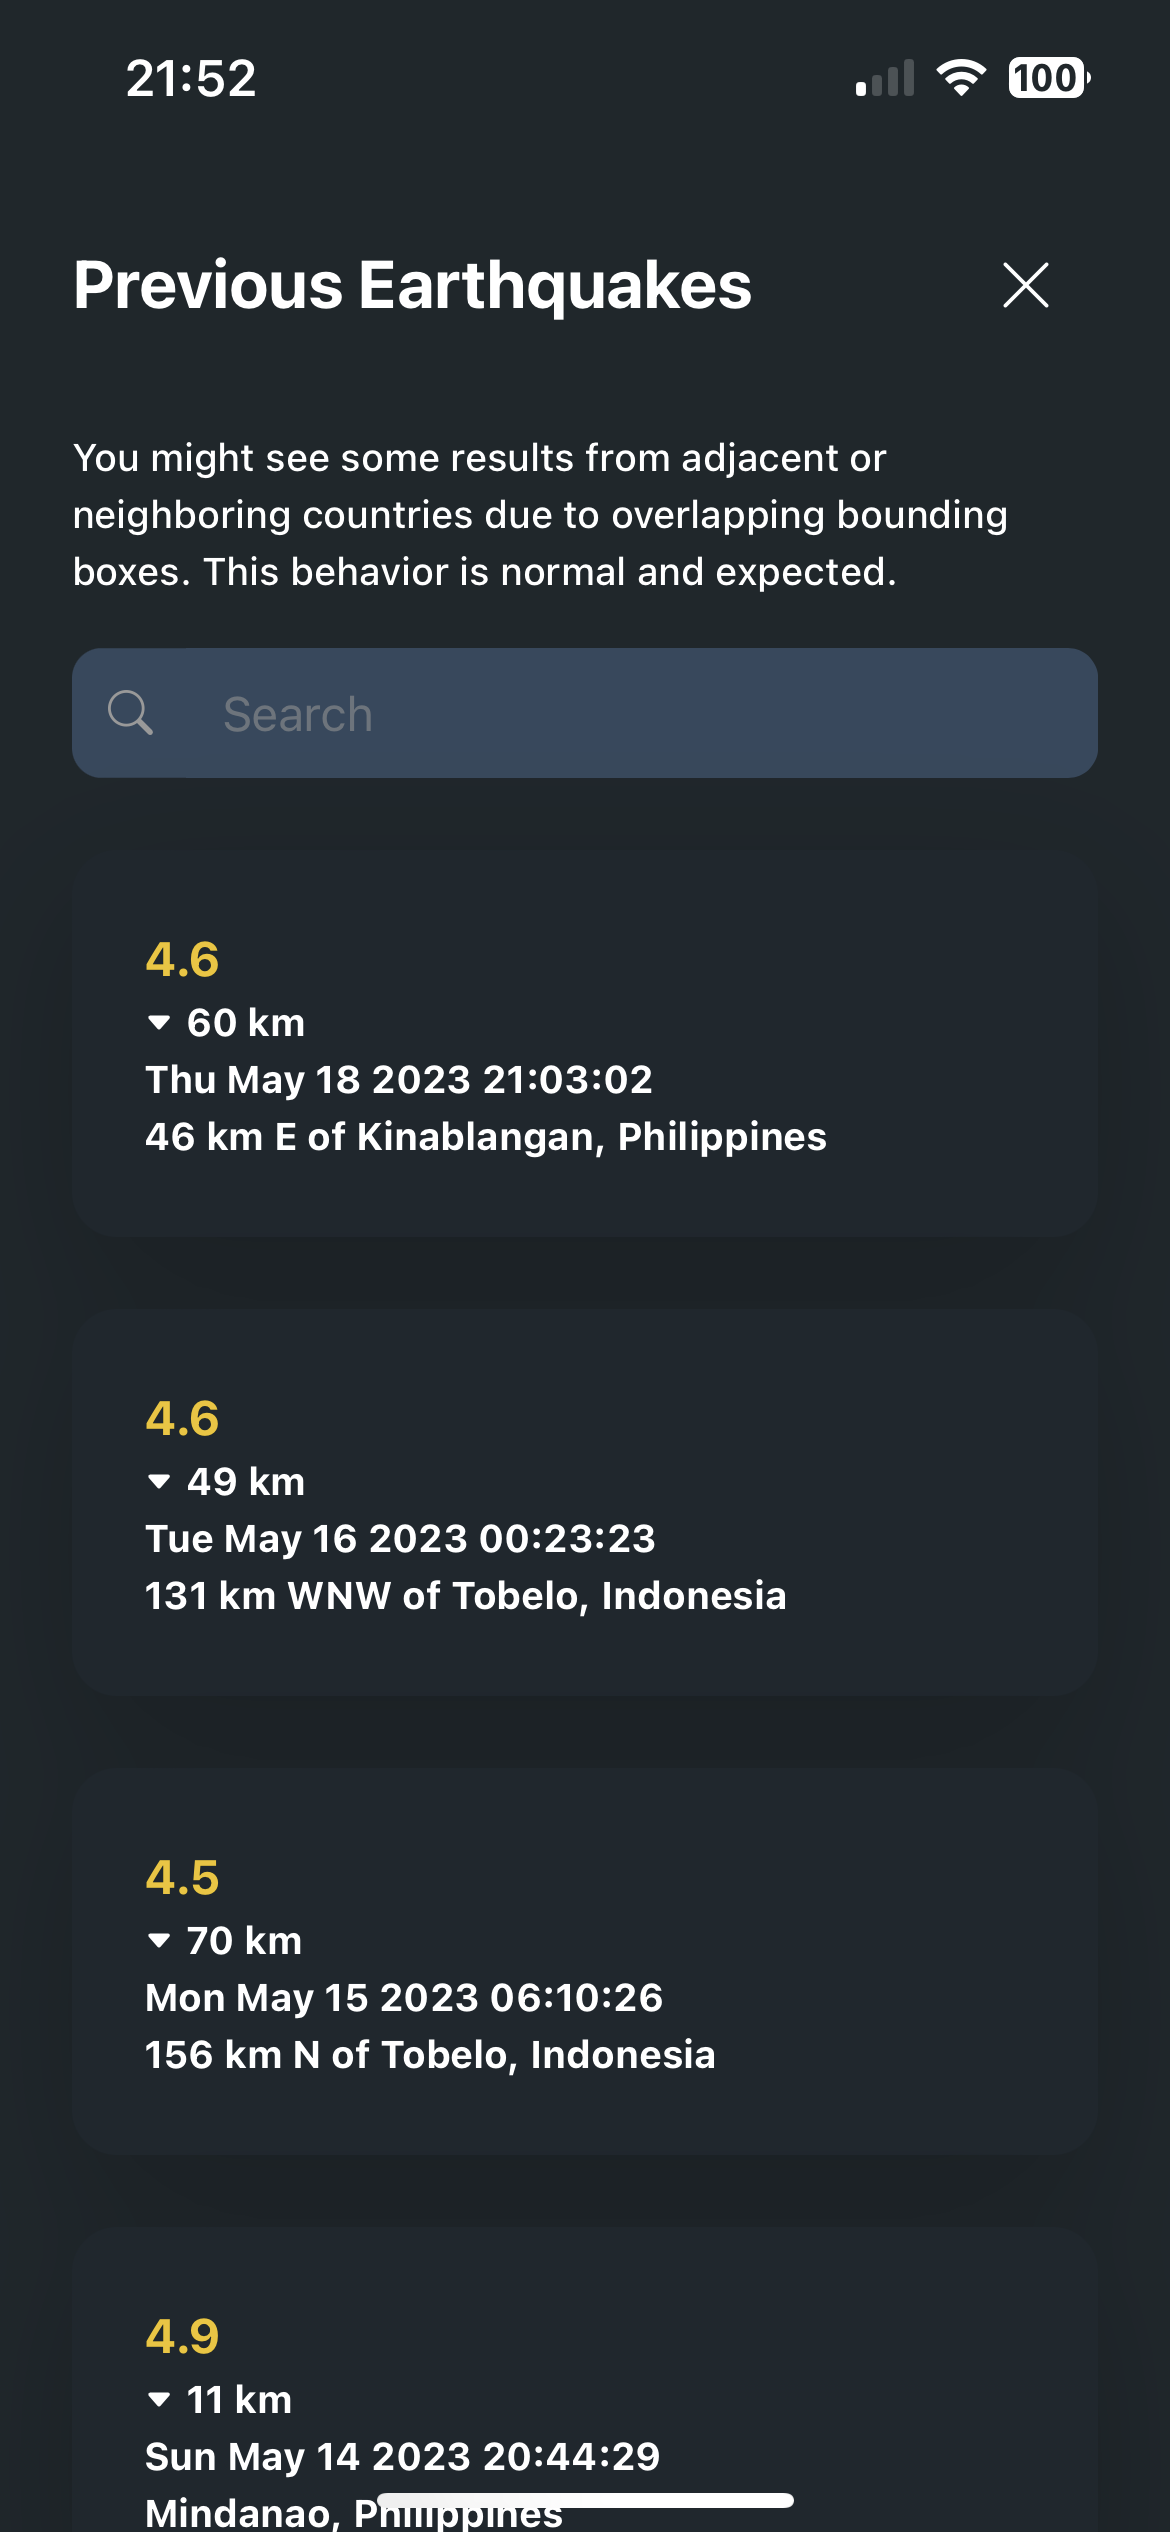 21:52
100
Previous Earthquakes
You might see some results from adjacent or
neighboring countries due to overlapping bounding
boxes. This behavior is normal and expected.
Search
4.6
60 km
Thu May 18 2023 21:03:02
46 km E of Kinablangan, Philippines
4.6
49 km
Tue May 16 2023 00:23:23
131 km WNW of Tobelo, Indonesia
4.5
70 km
Mon May 15 2023 06:10:26
156 km N of Tobelo, Indonesia
4.9
11 km
Sun May 14 2023 20:44:29
Mindanao, Philippines